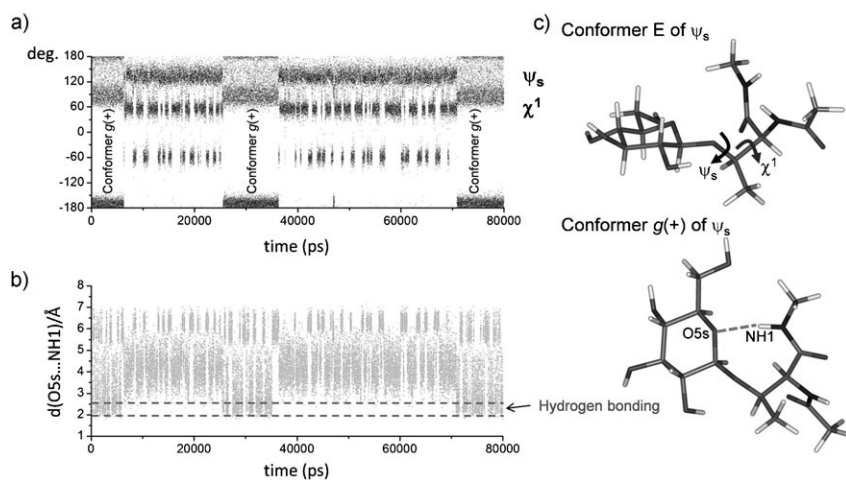 a)
deg.
180
120
60
0
-60
-120
-180
Conformer g(+)
Conformer g(+)
Conformer g(+)
0 20000 40000 60000 80000
time (ps)
ψs
χ1
b)
d(O5s...NH1)/Å
8
7
6
5
4
3
2
1
0 20000 40000 60000 80000
time (ps)
Hydrogen bonding
c)
Conformer E of ψs
ψs
χ1
Conformer g(+) of ψs
O5s
NH1